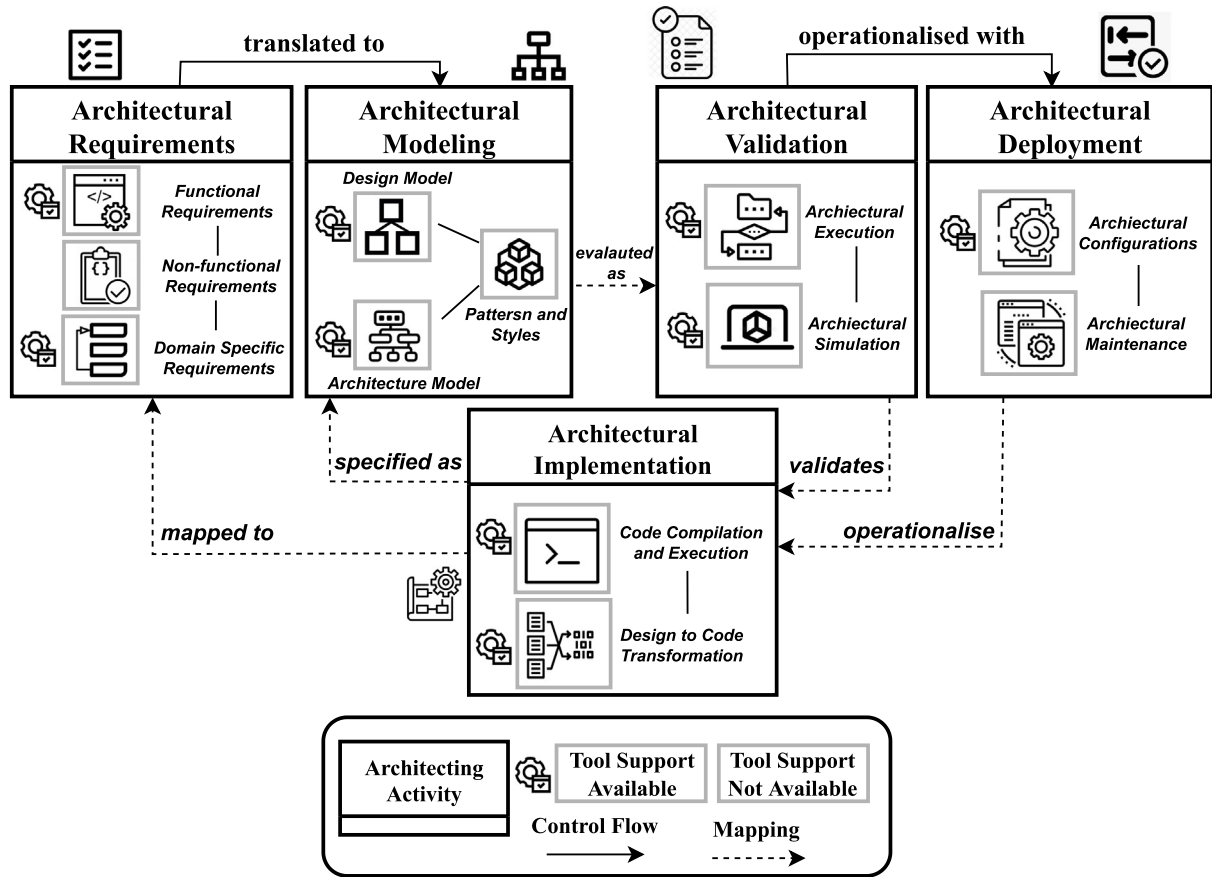 translated to
operationalised with
Architectural
Requirements
Functional
Requirements
Non-functional
Requirements
Domain Specific
Requirements
Architectural
Modeling
Design Model
Pattersn and
Styles
Architecture Model
evalauted
as
Architectural
Validation
Archiectural
Execution
Archiectural
Simulation
Architectural
Deployment
Archiectural
Configurations
Archiectural
Maintenance
specified as
mapped to
validates
operationalise
Architectural
Implementation
Code Compilation
and Execution
Design to Code
Transformation
Architecting
Activity
Tool Support
Available
Tool Support
Not Available
Control Flow
Mapping